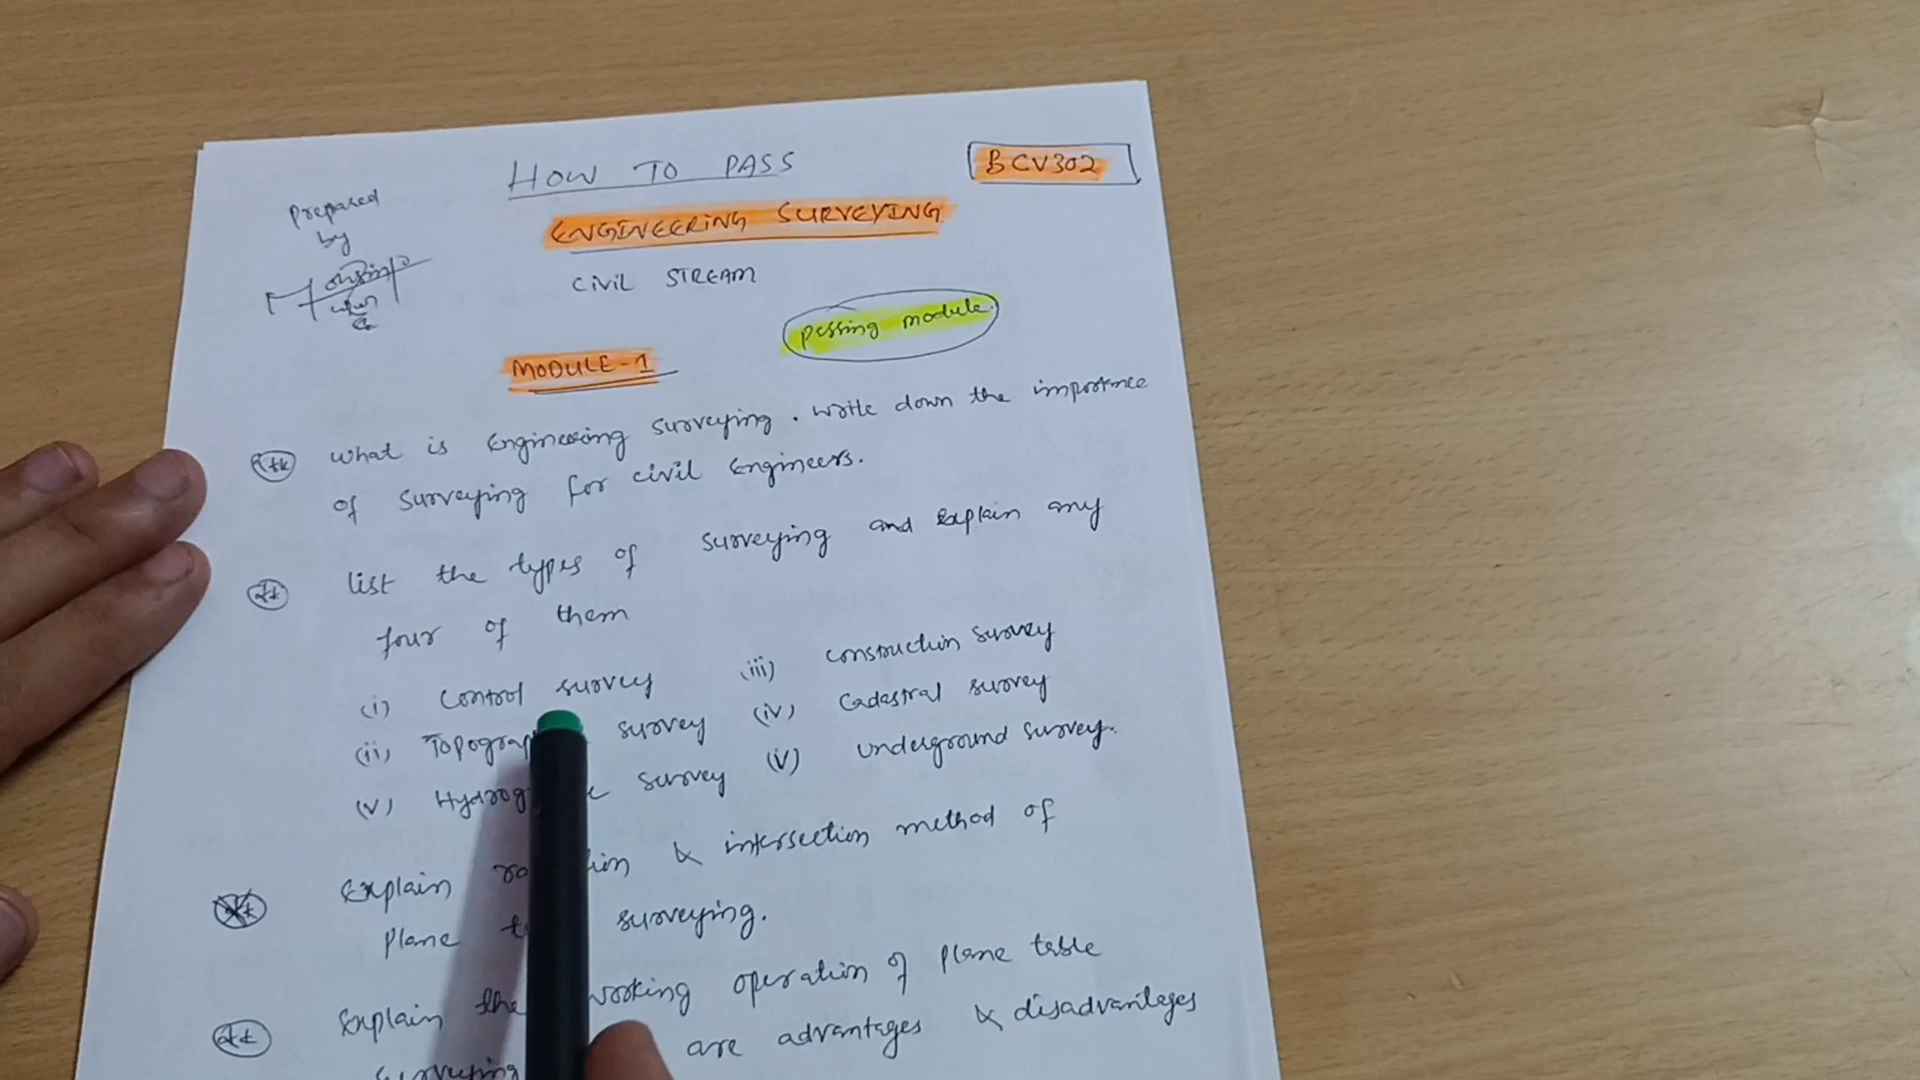 HOW TO PASS
BCV302
Prepared
by
ENGINEERING SURVEYING
CIVIL STREAM
passing module.
MODULE-1
What is Engineering surveying. Write down the importnce
of surveying for civil Engineers.
list the types of surveying and Explain any
four of them
(i) control survey (iii) construction survey
(ii) survey (iv) Cadastral survey
(v) survey (v) underground survey.
Explain & intersection method of
plane surveying.
Explain the working operation of plane table
surveying are advantages & disadvantages